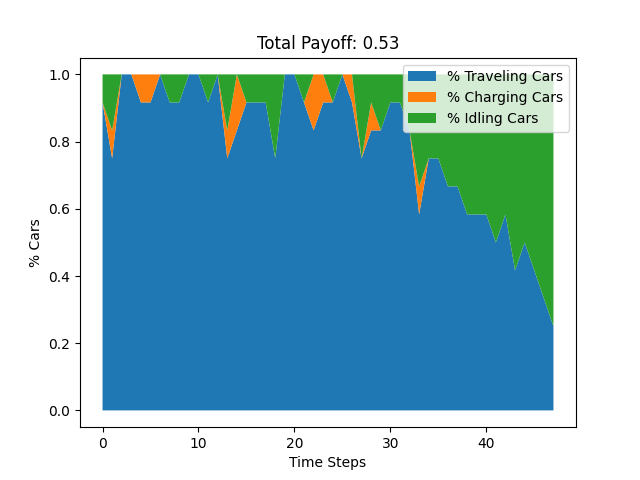 Total Payoff: 0.53
% Traveling Cars
% Charging Cars
% Idling Cars
1.0
0.8
0.6
0.4
0.2
0.0
% Cars
0
10
20
30
40
Time Steps